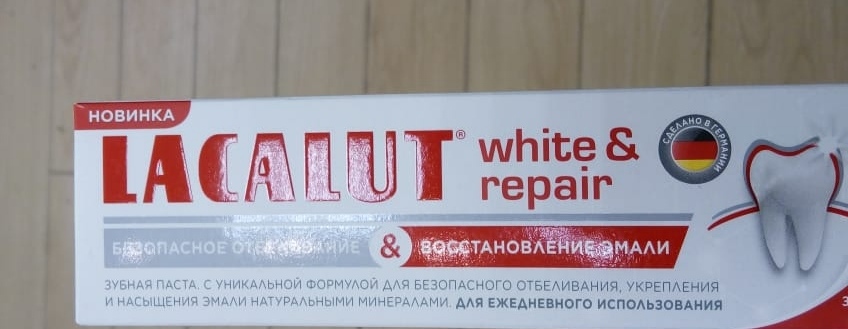 НОВИНКА
LACALUT® white &
repair
СДЕЛАНО В ГЕРМАНИИ
БЕЗОПАСНОЕ ОТБЕЛИВАНИЕ & ВОССТАНОВЛЕНИЕ ЭМАЛИ
ЗУБНАЯ ПАСТА. С УНИКАЛЬНОЙ ФОРМУЛОЙ ДЛЯ БЕЗОПАСНОГО ОТБЕЛИВАНИЯ, УКРЕПЛЕНИЯ
И НАСЫЩЕНИЯ ЭМАЛИ НАТУРАЛЬНЫМИ МИНЕРАЛАМИ. ДЛЯ ЕЖЕДНЕВНОГО ИСПОЛЬЗОВАНИЯ